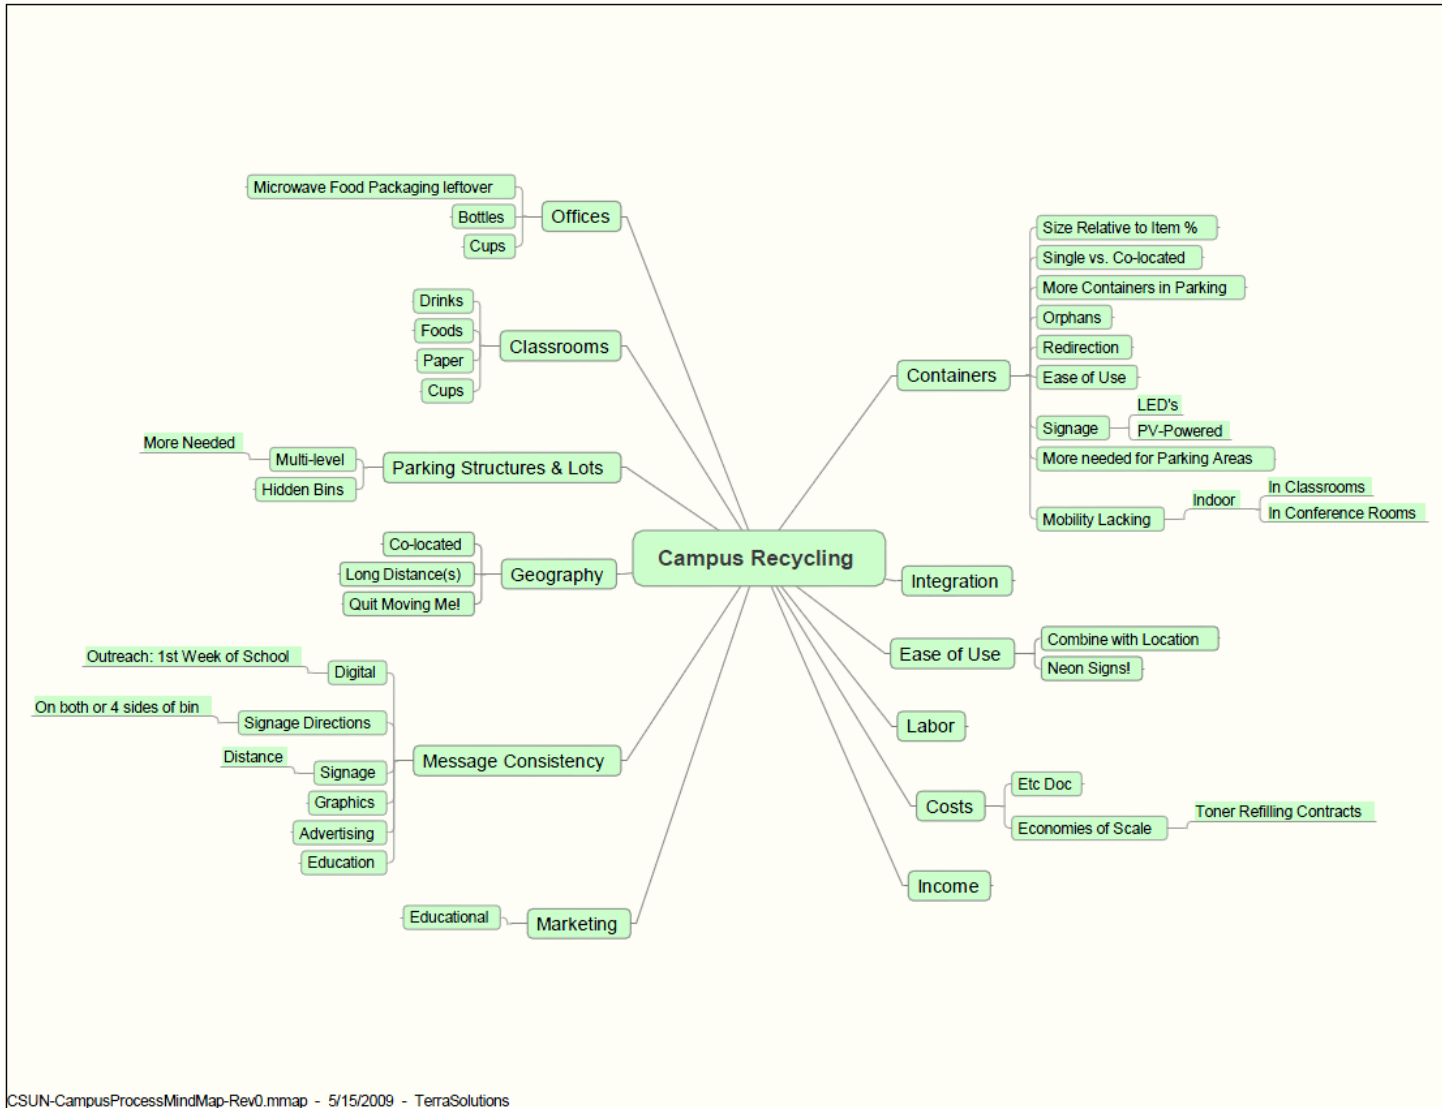 Campus Recycling
Offices
Microwave Food Packaging leftover
Bottles
Cups
Classrooms
Drinks
Foods
Paper
Cups
Parking Structures & Lots
Multi-level
More Needed
Hidden Bins
Geography
Co-located
Long Distance(s)
Quit Moving Me!
Message Consistency
Digital
Outreach: 1st Week of School
Signage Directions
On both or 4 sides of bin
Signage
Distance
Graphics
Advertising
Education
Marketing
Educational
Containers
Size Relative to Item %
Single vs. Co-located
More Containers in Parking
Orphans
Redirection
Ease of Use
Signage
LED's
PV-Powered
More needed for Parking Areas
Mobility Lacking
Indoor
In Classrooms
In Conference Rooms
Integration
Ease of Use
Combine with Location
Neon Signs!
Labor
Costs
Etc Doc
Economies of Scale
Toner Refilling Contracts
Income
CSUN-CampusProcessMindMap-Rev0.mmap - 5/15/2009 - TerraSolutions